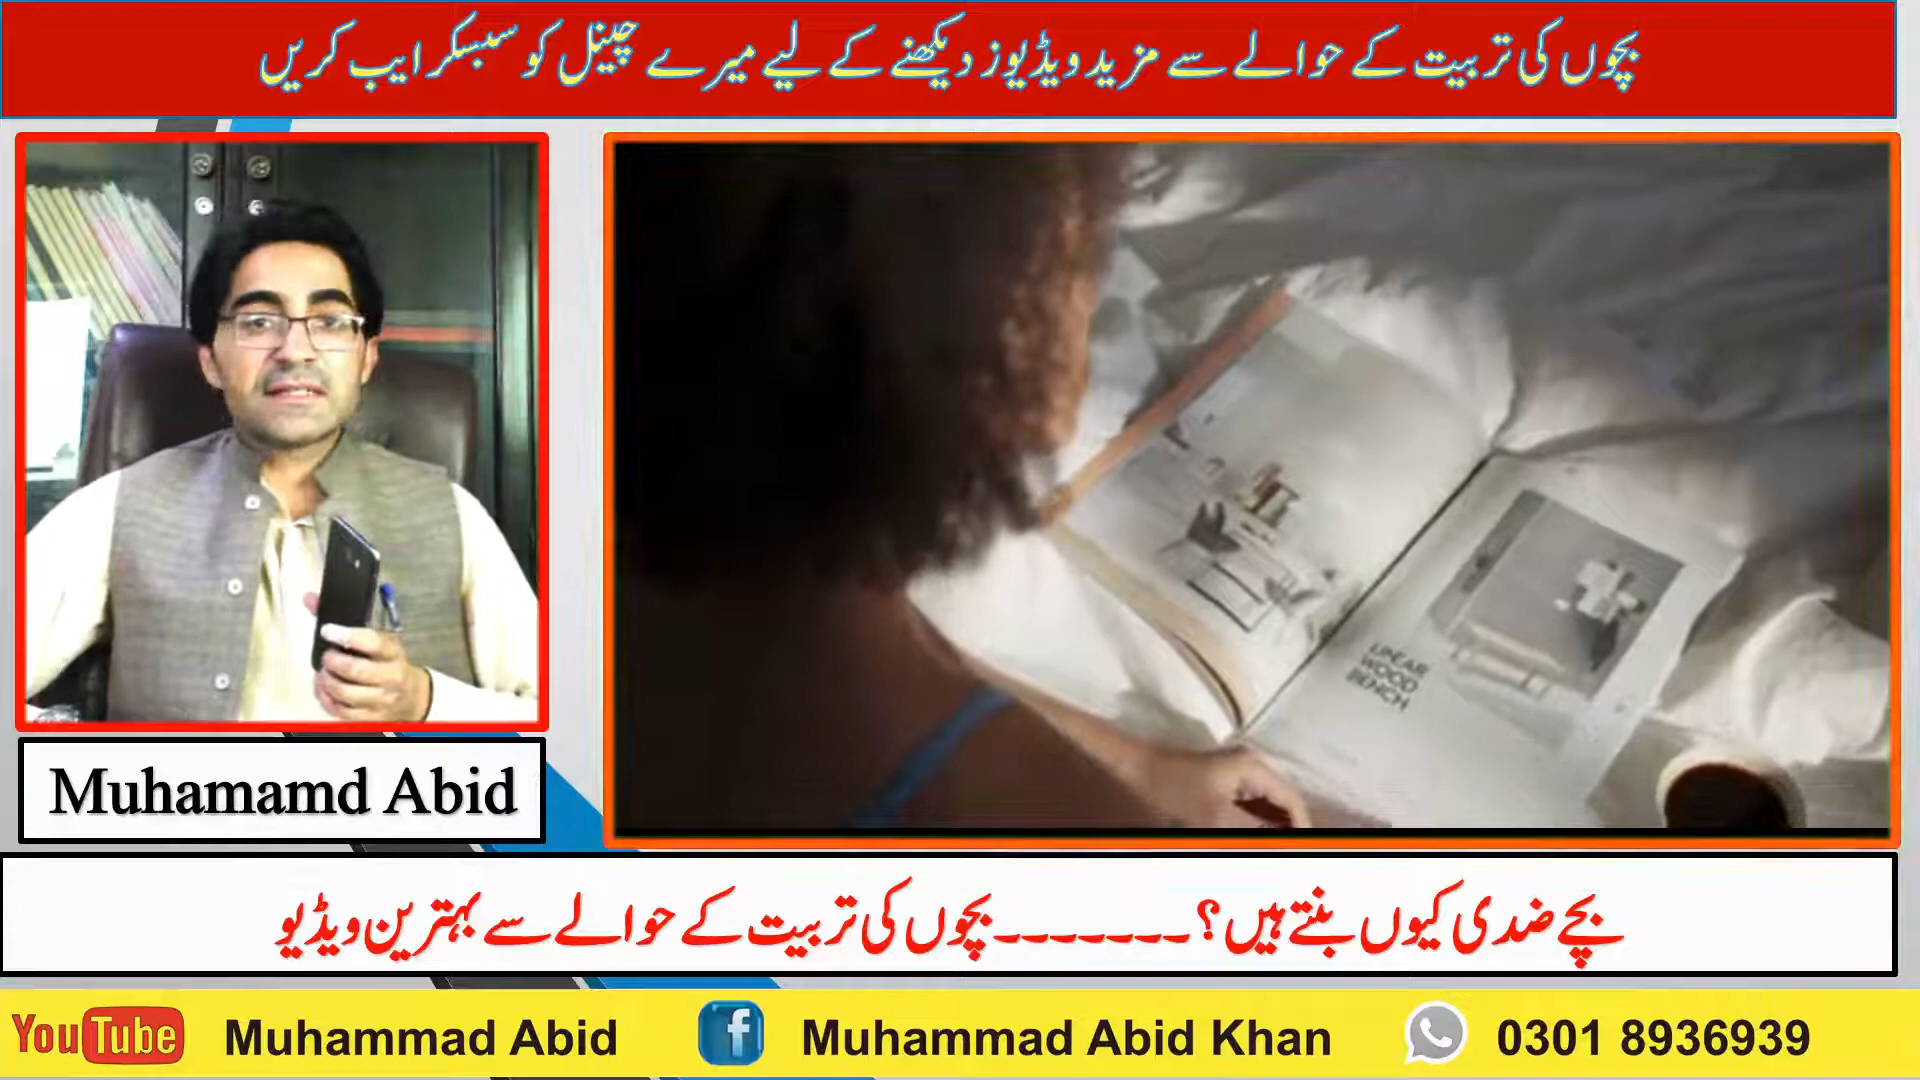 بچوں کی تربیت کے حوالے سے مزید ویڈیوز دیکھنے کے لیے میرے چینل کو سبسکرایب کریں
LINEAR
WOOD
BENCH
Muhamamd Abid
بچے ضدی کیوں بنتے ہیں؟ ------- بچوں کی تربیت کے حوالے سے بہترین ویڈیو
YouTube Muhammad Abid f Muhammad Abid Khan 0301 8936939